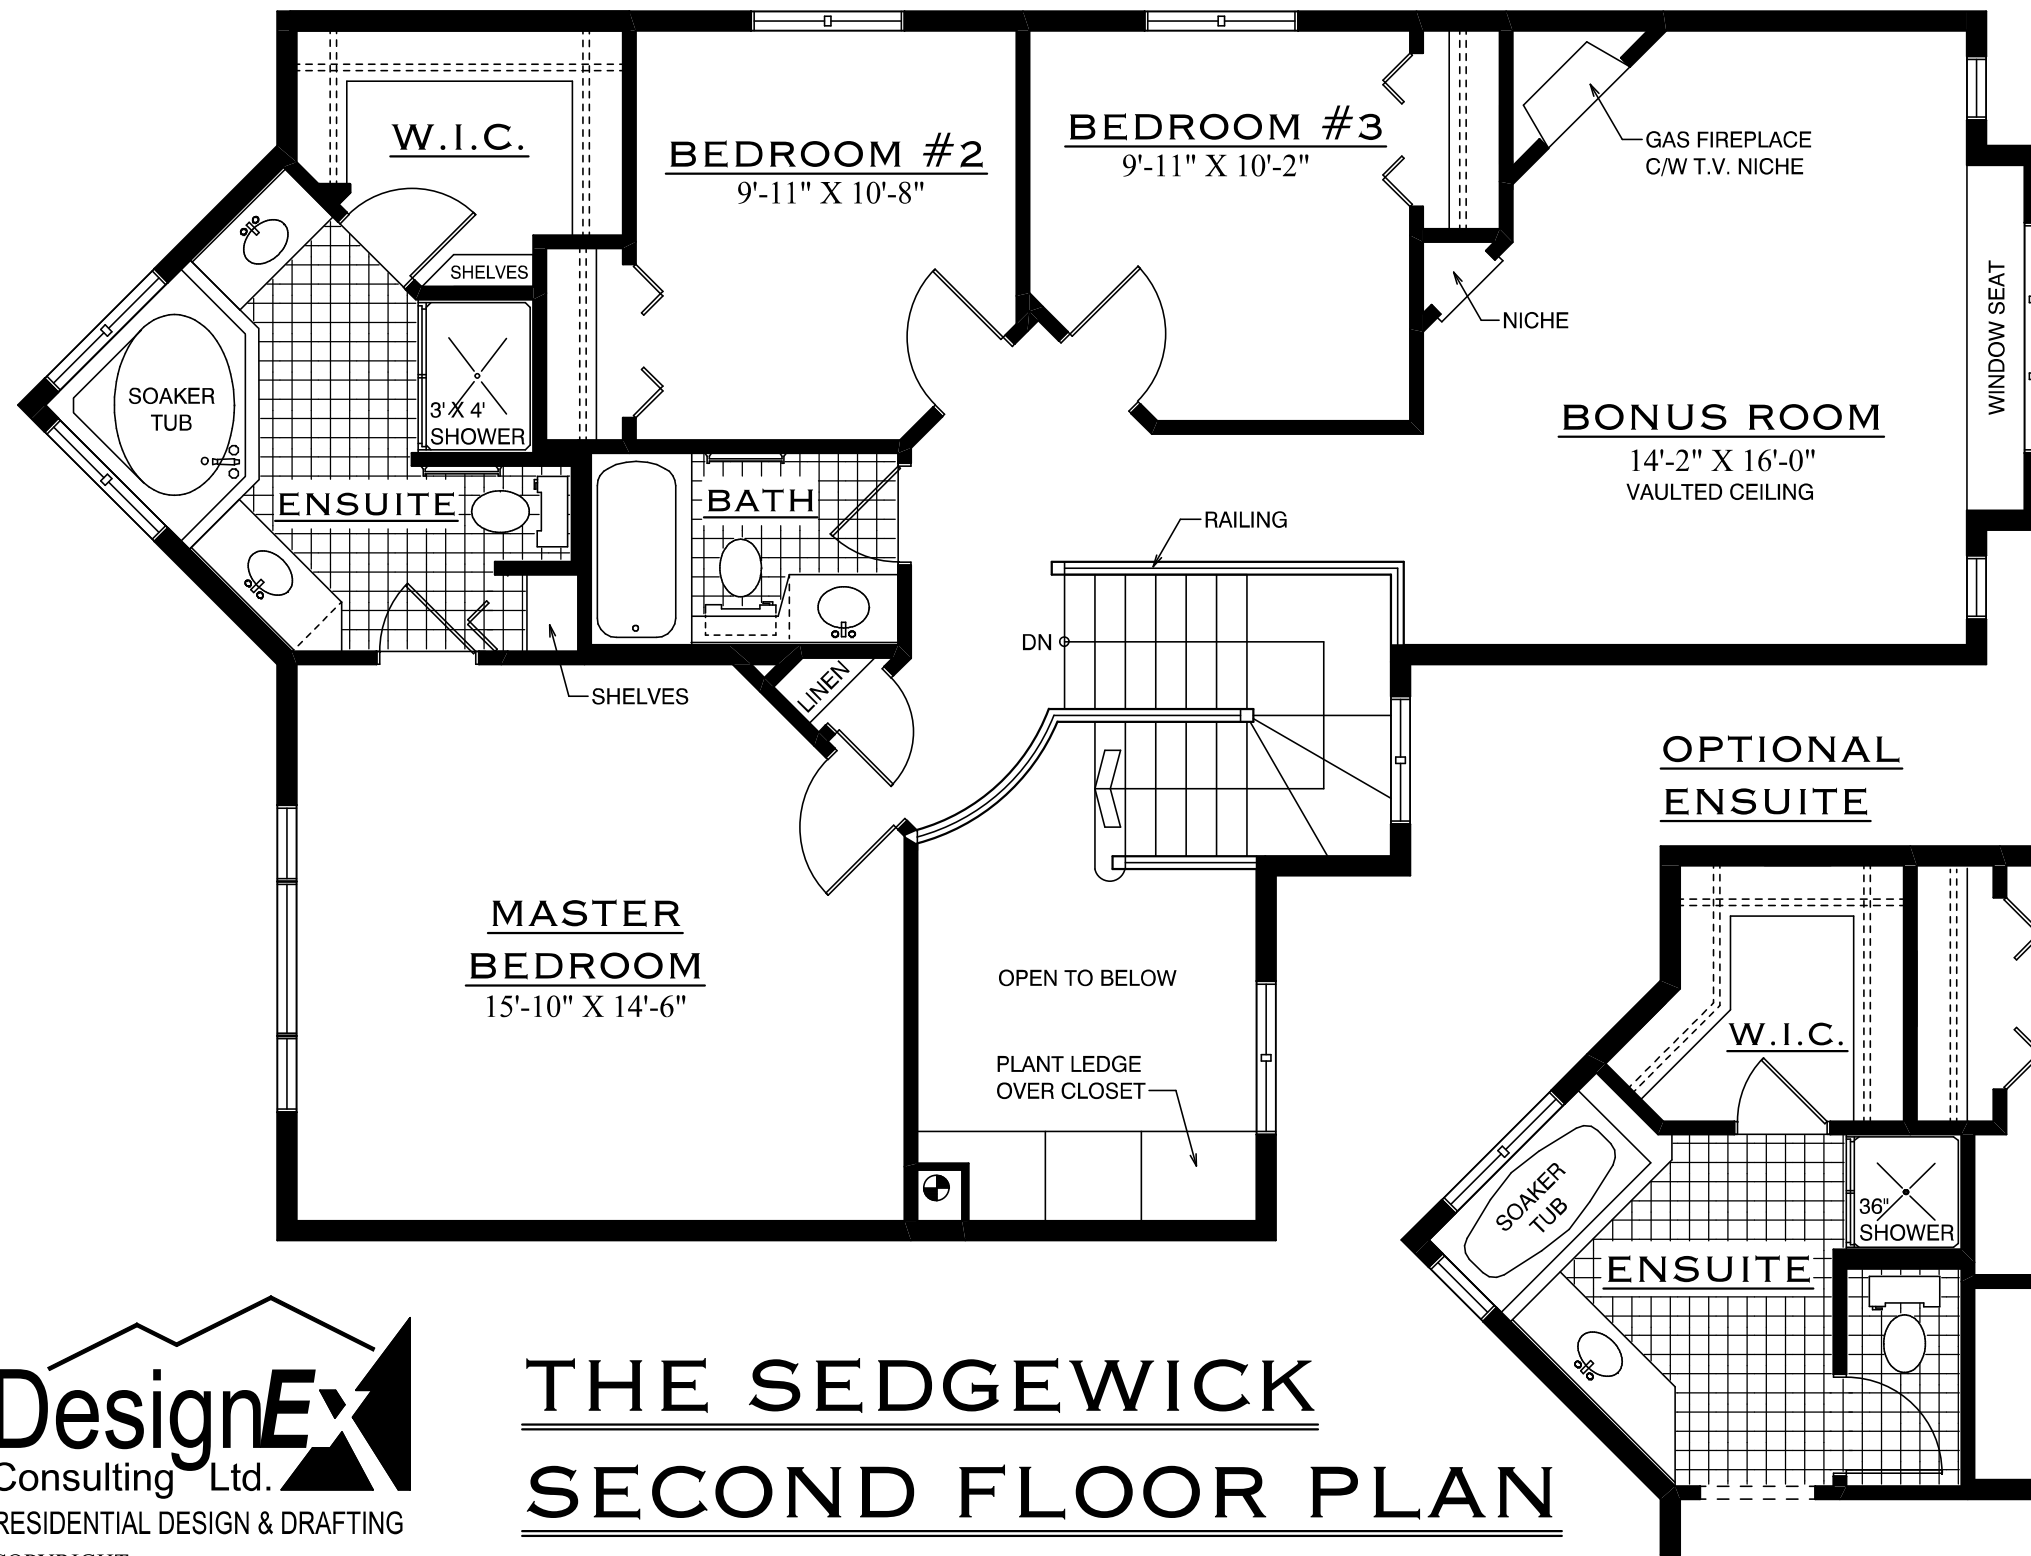 W.I.C.
BEDROOM #2
9'-11" X 10'-8"
BEDROOM #3
9'-11" X 10'-2"
GAS FIREPLACE
C/W T.V. NICHE
SHELVES
NICHE
WINDOW SEAT
SOAKER
TUB
3' X 4'
SHOWER
BONUS ROOM
14'-2" X 16'-0"
VAULTED CEILING
ENSUITE
BATH
RAILING
DN
LINEN
SHELVES
MASTER
BEDROOM
15'-10" X 14'-6"
OPEN TO BELOW
PLANT LEDGE
OVER CLOSET
OPTIONAL
ENSUITE
W.I.C.
SOAKER
TUB
36"
SHOWER
ENSUITE
DesignEx
Consulting Ltd.
RESIDENTIAL DESIGN & DRAFTING
THE SEDGEWICK
SECOND FLOOR PLAN